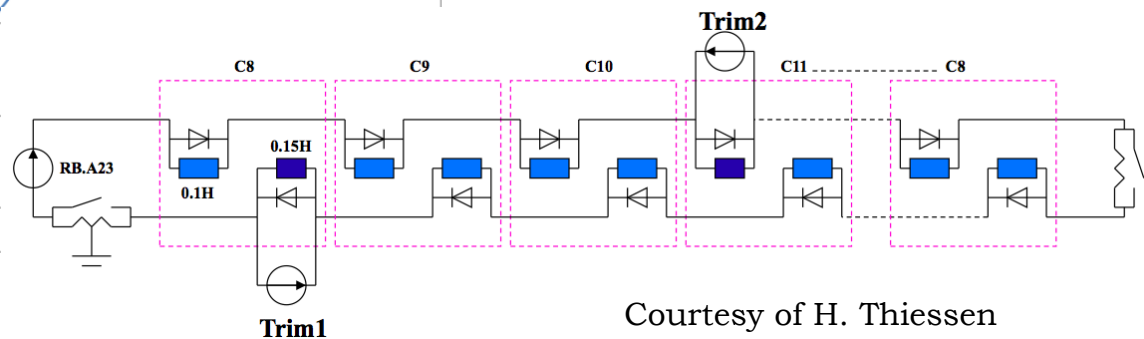 Trim2
C8
C9
C10
C11
C8
RB.A23
0.15H
0.1H
Trim1
Courtesy of H. Thiessen